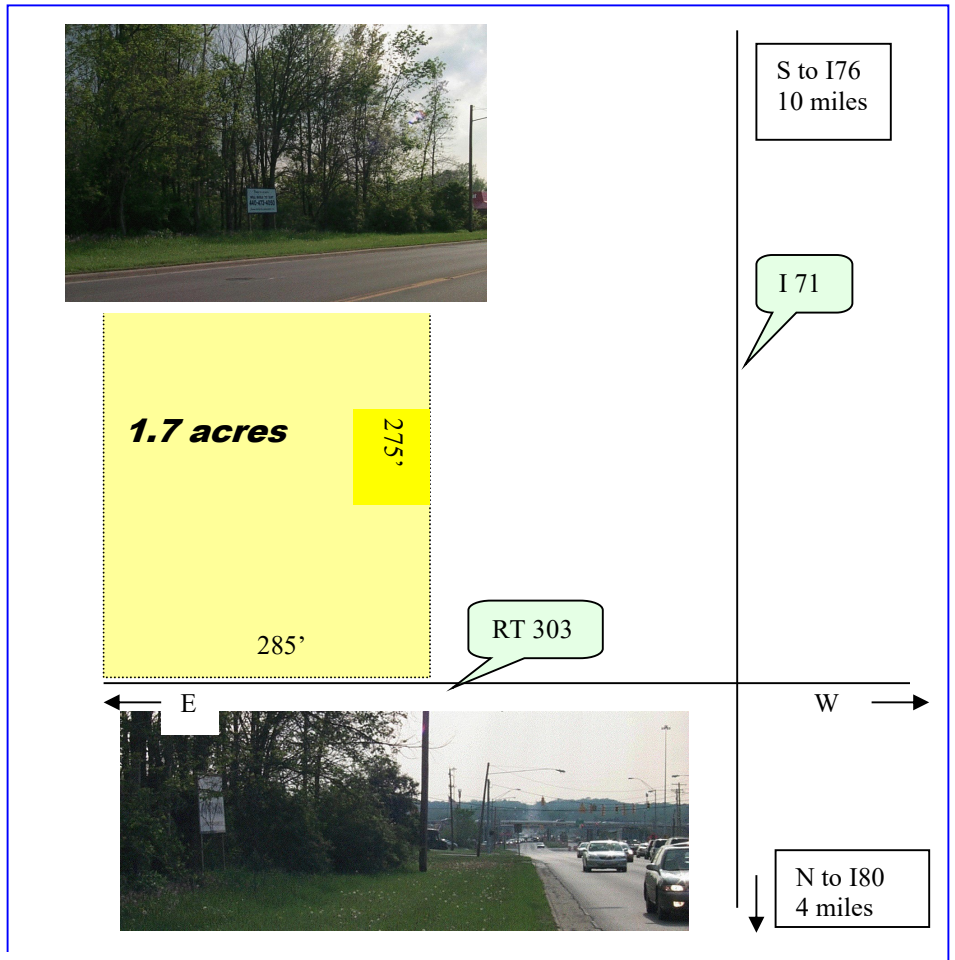 S to I76
10 miles
I 71
1.7 acres
275’
285’
RT 303
E
W
N to I80
4 miles